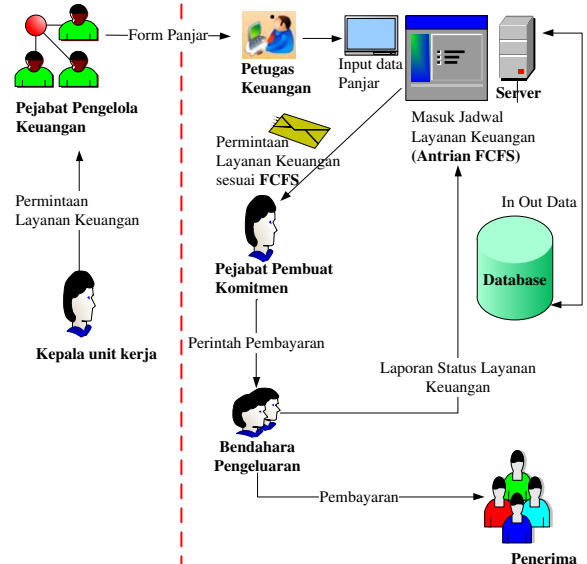 Form Panjar
Pejabat Pengelola
Keuangan
Petugas
Keuangan
Input data
Panjar
Server
Masuk Jadwal
Layanan Keuangan
(Antrian FCFS)
Permintaan
Layanan Keuangan
sesuai FCFS
Permintaan
Layanan Keuangan
In Out Data
Pejabat Pembuat
Komitmen
Database
Kepala unit kerja
Perintah Pembayaran
Laporan Status Layanan
Keuangan
Bendahara
Pengeluaran
Pembayaran
Penerima